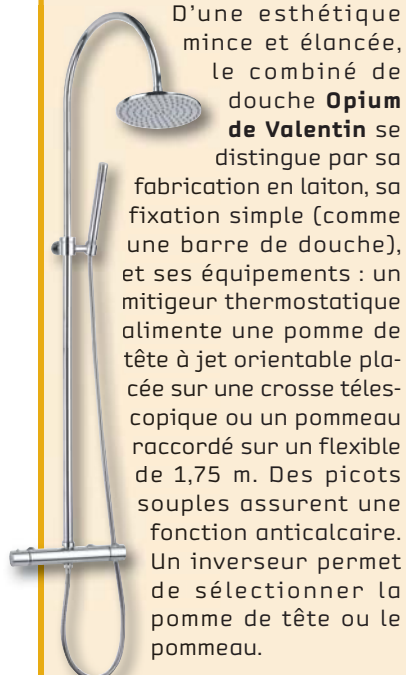 D'une esthétique
mince et élancée,
le combiné de
douche Opium
de Valentin se
distingue par sa
fabrication en laiton, sa
fixation simple (comme
une barre de douche),
et ses équipements : un
mitigeur thermostatique
alimente une pomme de
tête à jet orientable pla-
cée sur une crosse téles-
copique ou un pommeau
raccordé sur un flexible
de 1,75 m. Des picots
souples assurent une
fonction anticalcaire.
Un inverseur permet
de sélectionner la
pomme de tête ou le
pommeau.